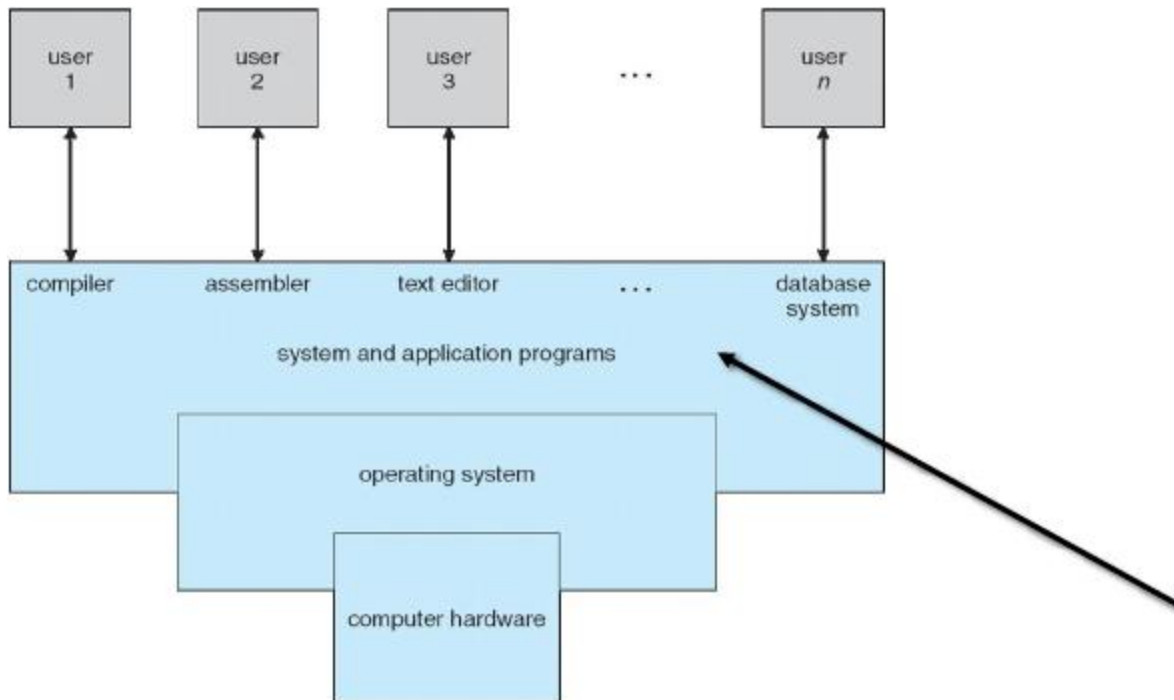 user
1
user
2
user
3
...
user
n
compiler
assembler
text editor
...
database
system
system and application programs
operating system
computer hardware